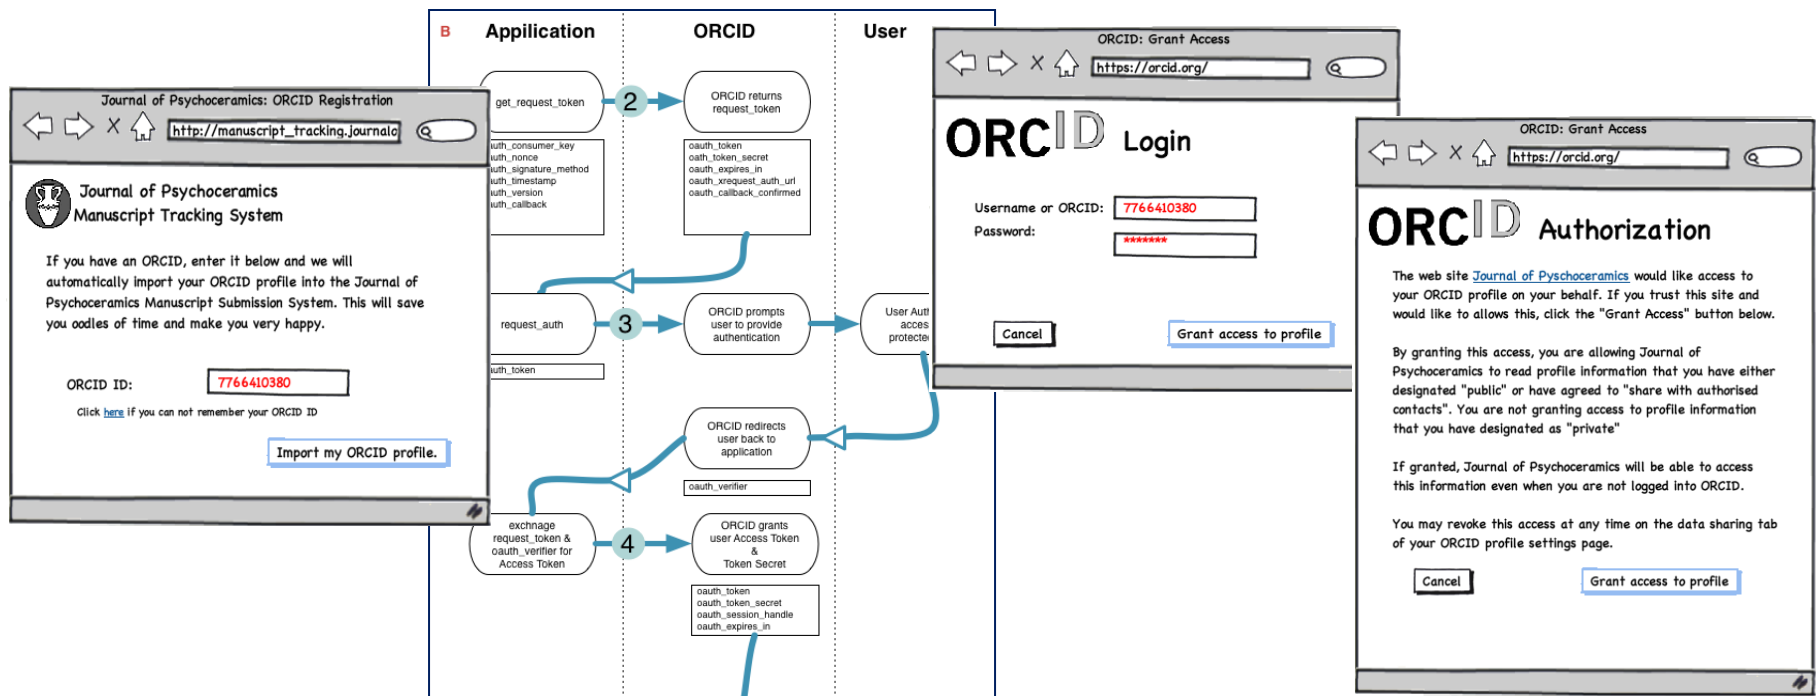 B
Appilication
ORCID
User
get_request_token
2
ORCID returns
request_token
auth_consumer_key
auth_nonce
auth_signature_method
auth_timestamp
auth_version
auth_callback
oauth_token
oath_token_secret
oauth_expires_in
oauth_xrequest_auth_url
oauth_callback_confirmed
request_auth
3
ORCID prompts
user to provide
authentication
User Auth
acces
protecte
auth_token
ORCID redirects
user back to
application
oauth_verifier
exchnage
request_token &
oauth_verifier for
Access Token
4
ORCID grants
user Access Token
&
Token Secret
oauth_token
oauth_token_secret
oauth_session_handle
oauth_expires_in
Journal of Psychoceramics: ORCID Registration
X
http://manuscript_tracking.journalo
Journal of Psychoceramics
Manuscript Tracking System
If you have an ORCID, enter it below and we will
automatically import your ORCID profile into the Journal of
Psychoceramics Manuscript Submission System. This will save
you oodles of time and make you very happy.
ORCID ID: 7766410380
Click here if you can not remember your ORCID ID
Import my ORCID profile.
ORCID: Grant Access
X
https://orcid.org/
ORCID Login
Username or ORCID: 7766410380
Password: *******
Cancel
Grant access to profile
ORCID: Grant Access
X
https://orcid.org/
ORCID Authorization
The web site Journal of Pyschoceramics would like access to
your ORCID profile on your behalf. If you trust this site and
would like to allows this, click the "Grant Access" button below.
By granting this access, you are allowing Journal of
Psychoceramics to read profile information that you have either
designated "public" or have agreed to "share with authorised
contacts". You are not granting access to profile information
that you have designated as "private"
If granted, Journal of Psychoceramics will be able to access
this information even when you are not logged into ORCID.
You may revoke this access at any time on the data sharing tab
of your ORCID profile settings page.
Cancel
Grant access to profile